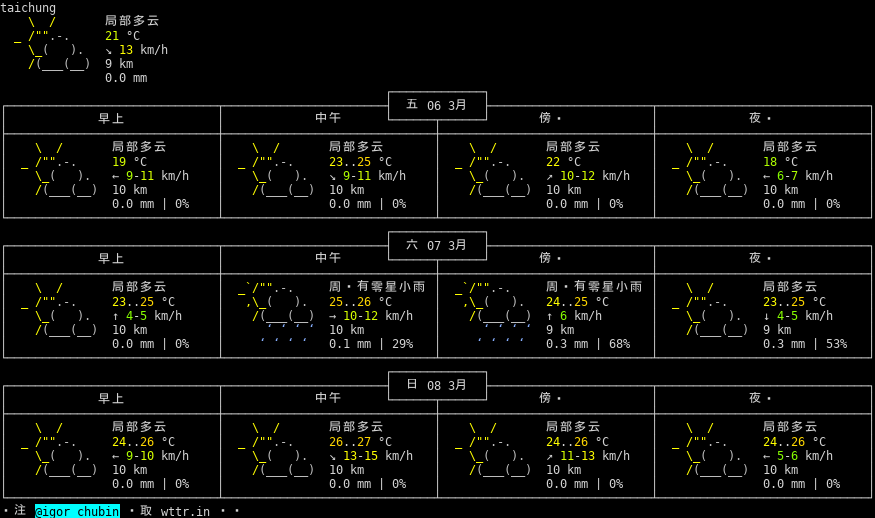 taichung
局部多云
21 °C
↘ 13 km/h
9 km
0.0 mm
五 06 3月
早上 中午 傍・ 夜・
局部多云 局部多云 局部多云 局部多云
19 °C 23..25 °C 22 °C 18 °C
← 9-11 km/h ↘ 9-11 km/h ↗ 10-12 km/h ← 6-7 km/h
10 km 10 km 10 km 10 km
0.0 mm | 0% 0.0 mm | 0% 0.0 mm | 0% 0.0 mm | 0%
六 07 3月
早上 中午 傍・ 夜・
局部多云 周・有零星小雨 周・有零星小雨 局部多云
23..25 °C 25..26 °C 24..25 °C 23..25 °C
↑ 4-5 km/h → 10-12 km/h ↑ 6 km/h ↓ 4-5 km/h
10 km 10 km 9 km 9 km
0.0 mm | 0% 0.1 mm | 29% 0.3 mm | 68% 0.3 mm | 53%
日 08 3月
早上 中午 傍・ 夜・
局部多云 局部多云 局部多云 局部多云
24..26 °C 26..27 °C 24..26 °C 24..26 °C
← 9-10 km/h ↘ 13-15 km/h ↗ 11-13 km/h ← 5-6 km/h
10 km 10 km 10 km 10 km
0.0 mm | 0% 0.0 mm | 0% 0.0 mm | 0% 0.0 mm | 0%
・注 @igor_chubin ・取 wttr.in ・・